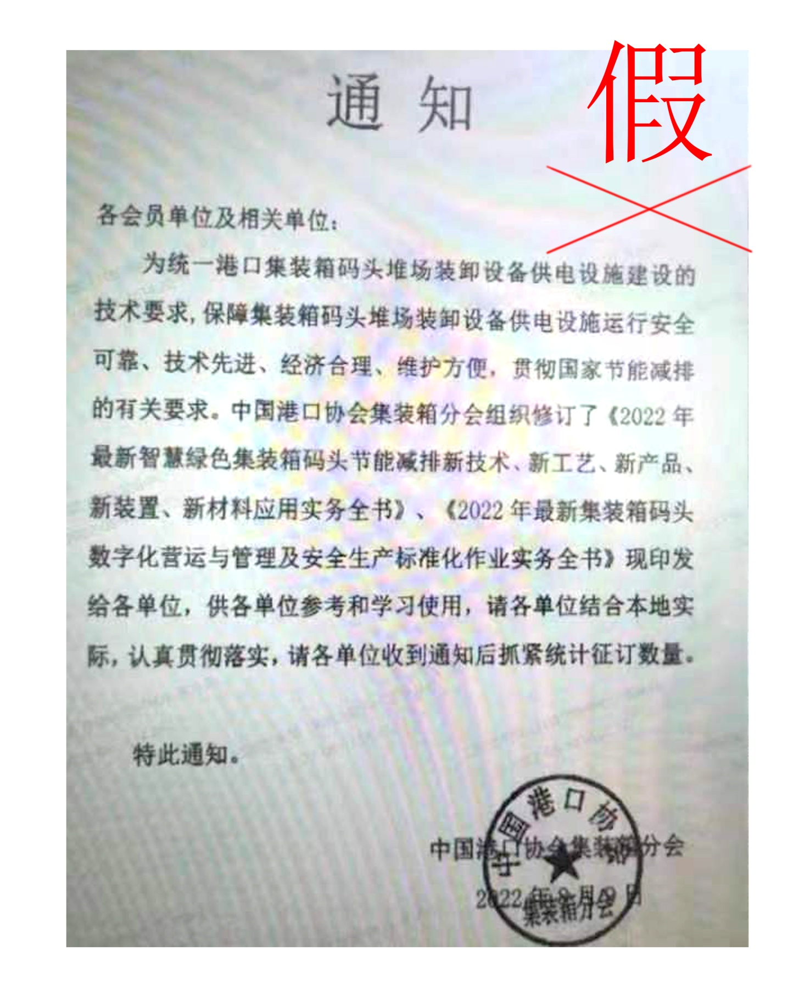 假
通知
各会员单位及相关单位：
为统一港口集装箱码头堆场装卸设备供电设施建设的
技术要求，保障集装箱码头堆场装卸设备供电设施运行安全
可靠、技术先进、经济合理、维护方便，贯彻国家节能减排
的有关要求。中国港口协会集装箱分会组织修订了《2022年
最新智慧绿色集装箱码头节能减排新技术、新工艺、新产品、
新装置、新材料应用实务全书》、《2022年最新集装箱码头
数字化营运与管理及安全生产标准化作业实务全书》现印发
给各单位，供各单位参考和学习使用，请各单位结合本地实
际，认真贯彻落实，请各单位收到通知后抓紧统计征订数量。
特此通知。
中国港口协会
中国港口协会集装箱分会
2022年 月 日
集装箱分会